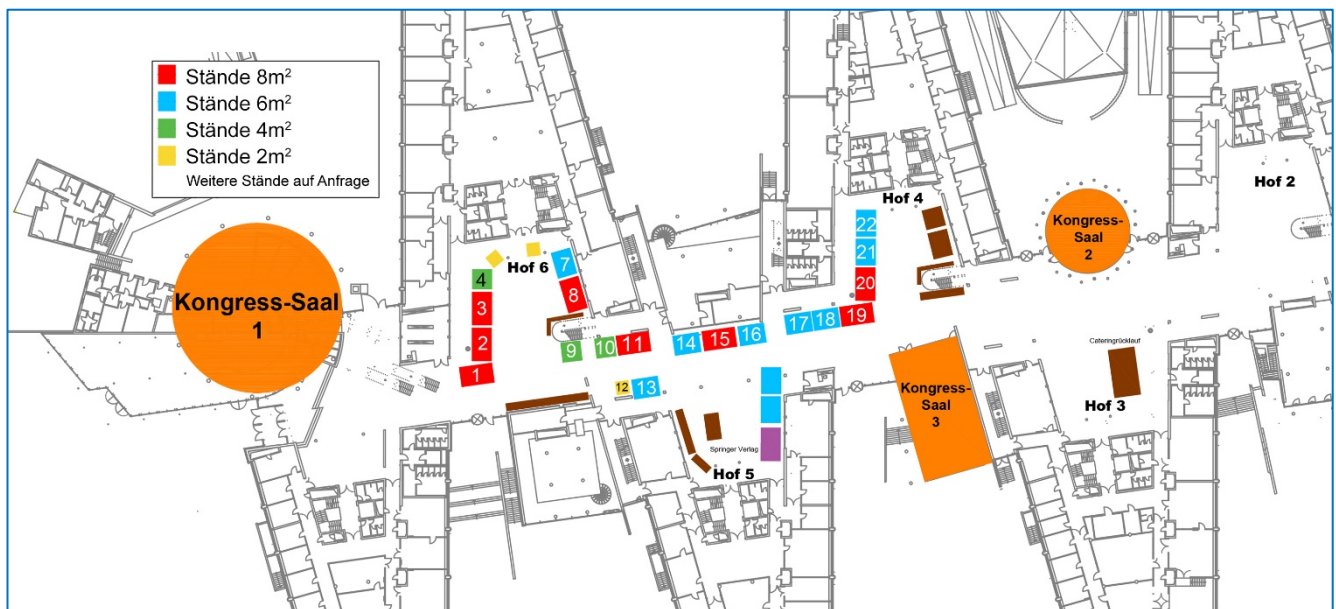 Stände 8m²
Stände 6m²
Stände 4m²
Stände 2m²
Weitere Stände auf Anfrage
Kongress-Saal
1
Hof 6
4
3
2
1
7
8
9
10
11
12
13
14
15
16
17
18
19
20
21
22
Hof 4
Kongress-
Saal
2
Hof 2
Springer Verlag
Hof 5
Kongress-
Saal
3
Cateringrücklauf
Hof 3